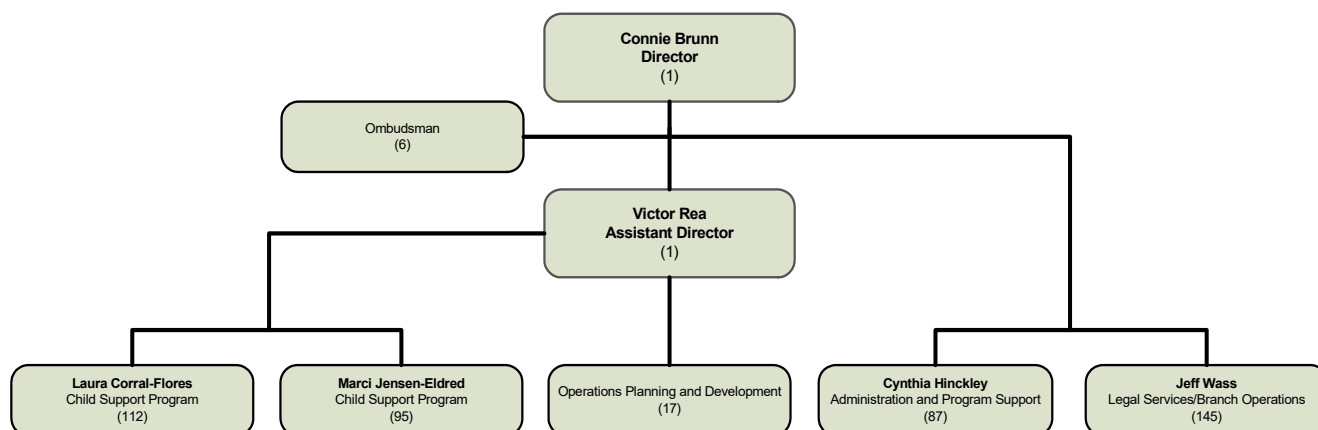 Connie Brunn
Director
(1)
Ombudsman
(6)
Victor Rea
Assistant Director
(1)
Laura Corral-Flores
Child Support Program
(112)
Marci Jensen-Eldred
Child Support Program
(95)
Operations Planning and Development
(17)
Cynthia Hinckley
Administration and Program Support
(87)
Jeff Wass
Legal Services/Branch Operations
(145)